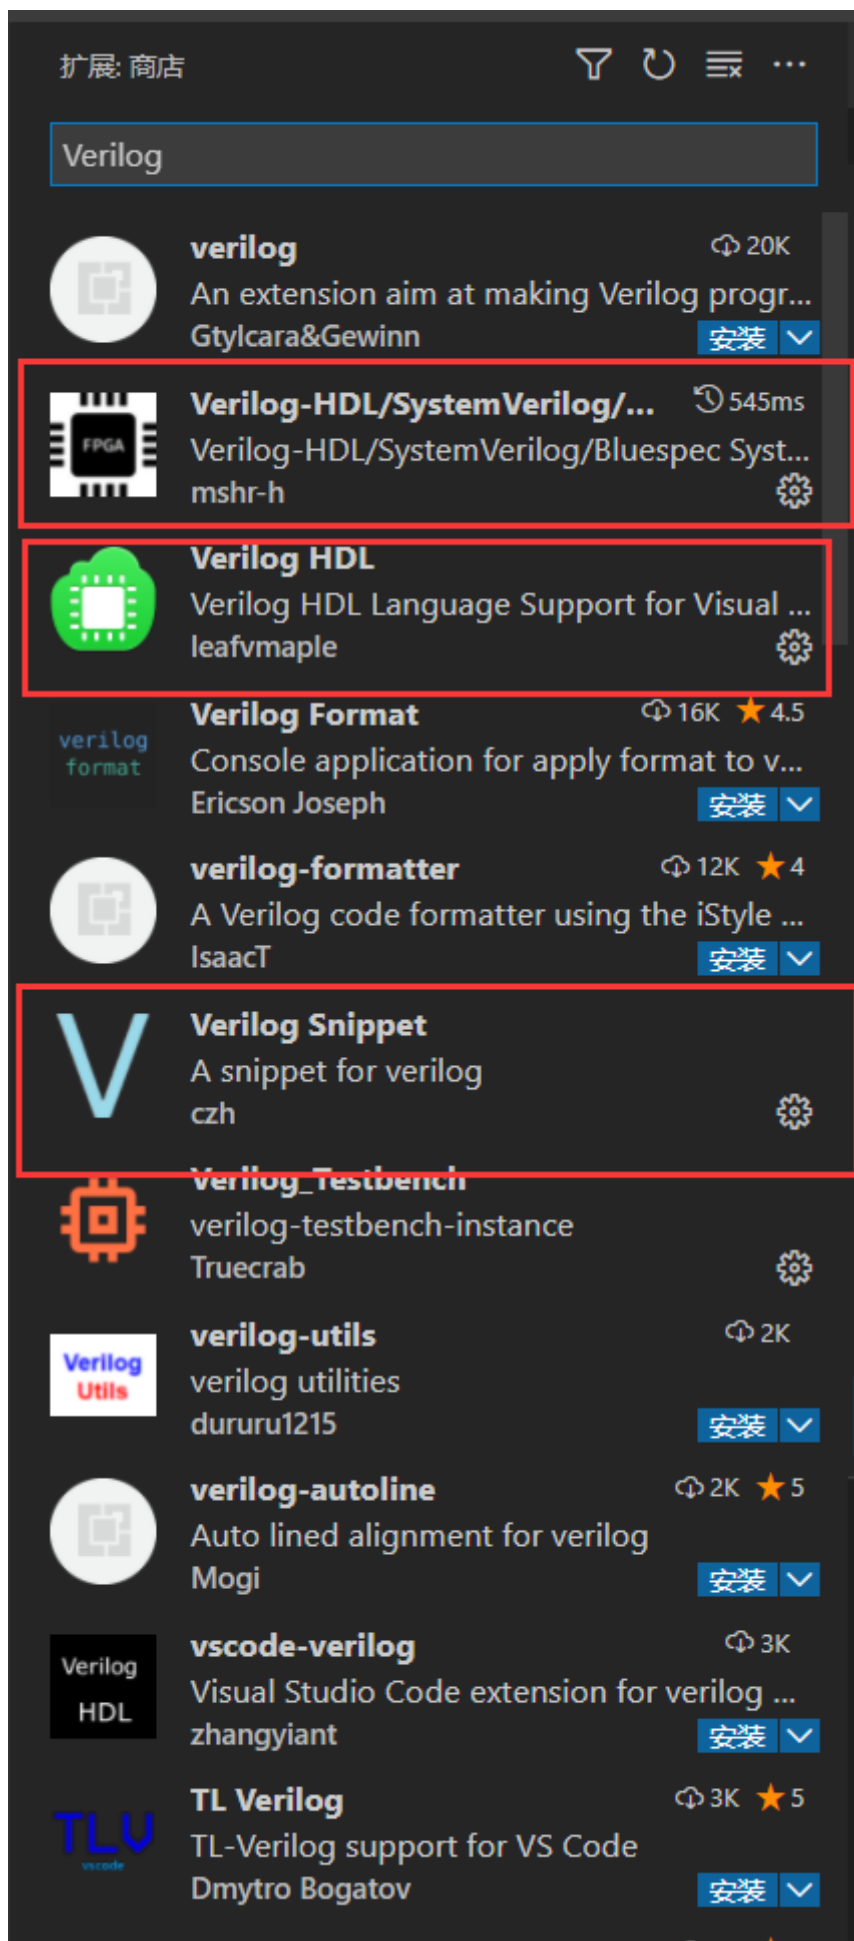 扩展: 商店
Verilog
verilog 20K
An extension aim at making Verilog progr...
Gtylcara&Gewinn 安装
FPGA
Verilog-HDL/SystemVerilog/... 545ms
Verilog-HDL/SystemVerilog/Bluespec Syst...
mshr-h
Verilog HDL
Verilog HDL Language Support for Visual ...
leafvmaple
verilog
format
Verilog Format 16K ★ 4.5
Console application for apply format to v...
Ericson Joseph 安装
verilog-formatter 12K ★ 4
A Verilog code formatter using the iStyle ...
IsaacT 安装
V
Verilog Snippet
A snippet for verilog
czh
Verilog_Testbench
verilog-testbench-instance
Truecrab
Verilog
Utils
verilog-utils 2K
verilog utilities
dururu1215 安装
verilog-autoline 2K ★ 5
Auto lined alignment for verilog
Mogi 安装
Verilog
HDL
vscode-verilog 3K
Visual Studio Code extension for verilog ...
zhangyiant 安装
TLV
vscode
TL Verilog 3K ★ 5
TL-Verilog support for VS Code
Dmytro Bogatov 安装